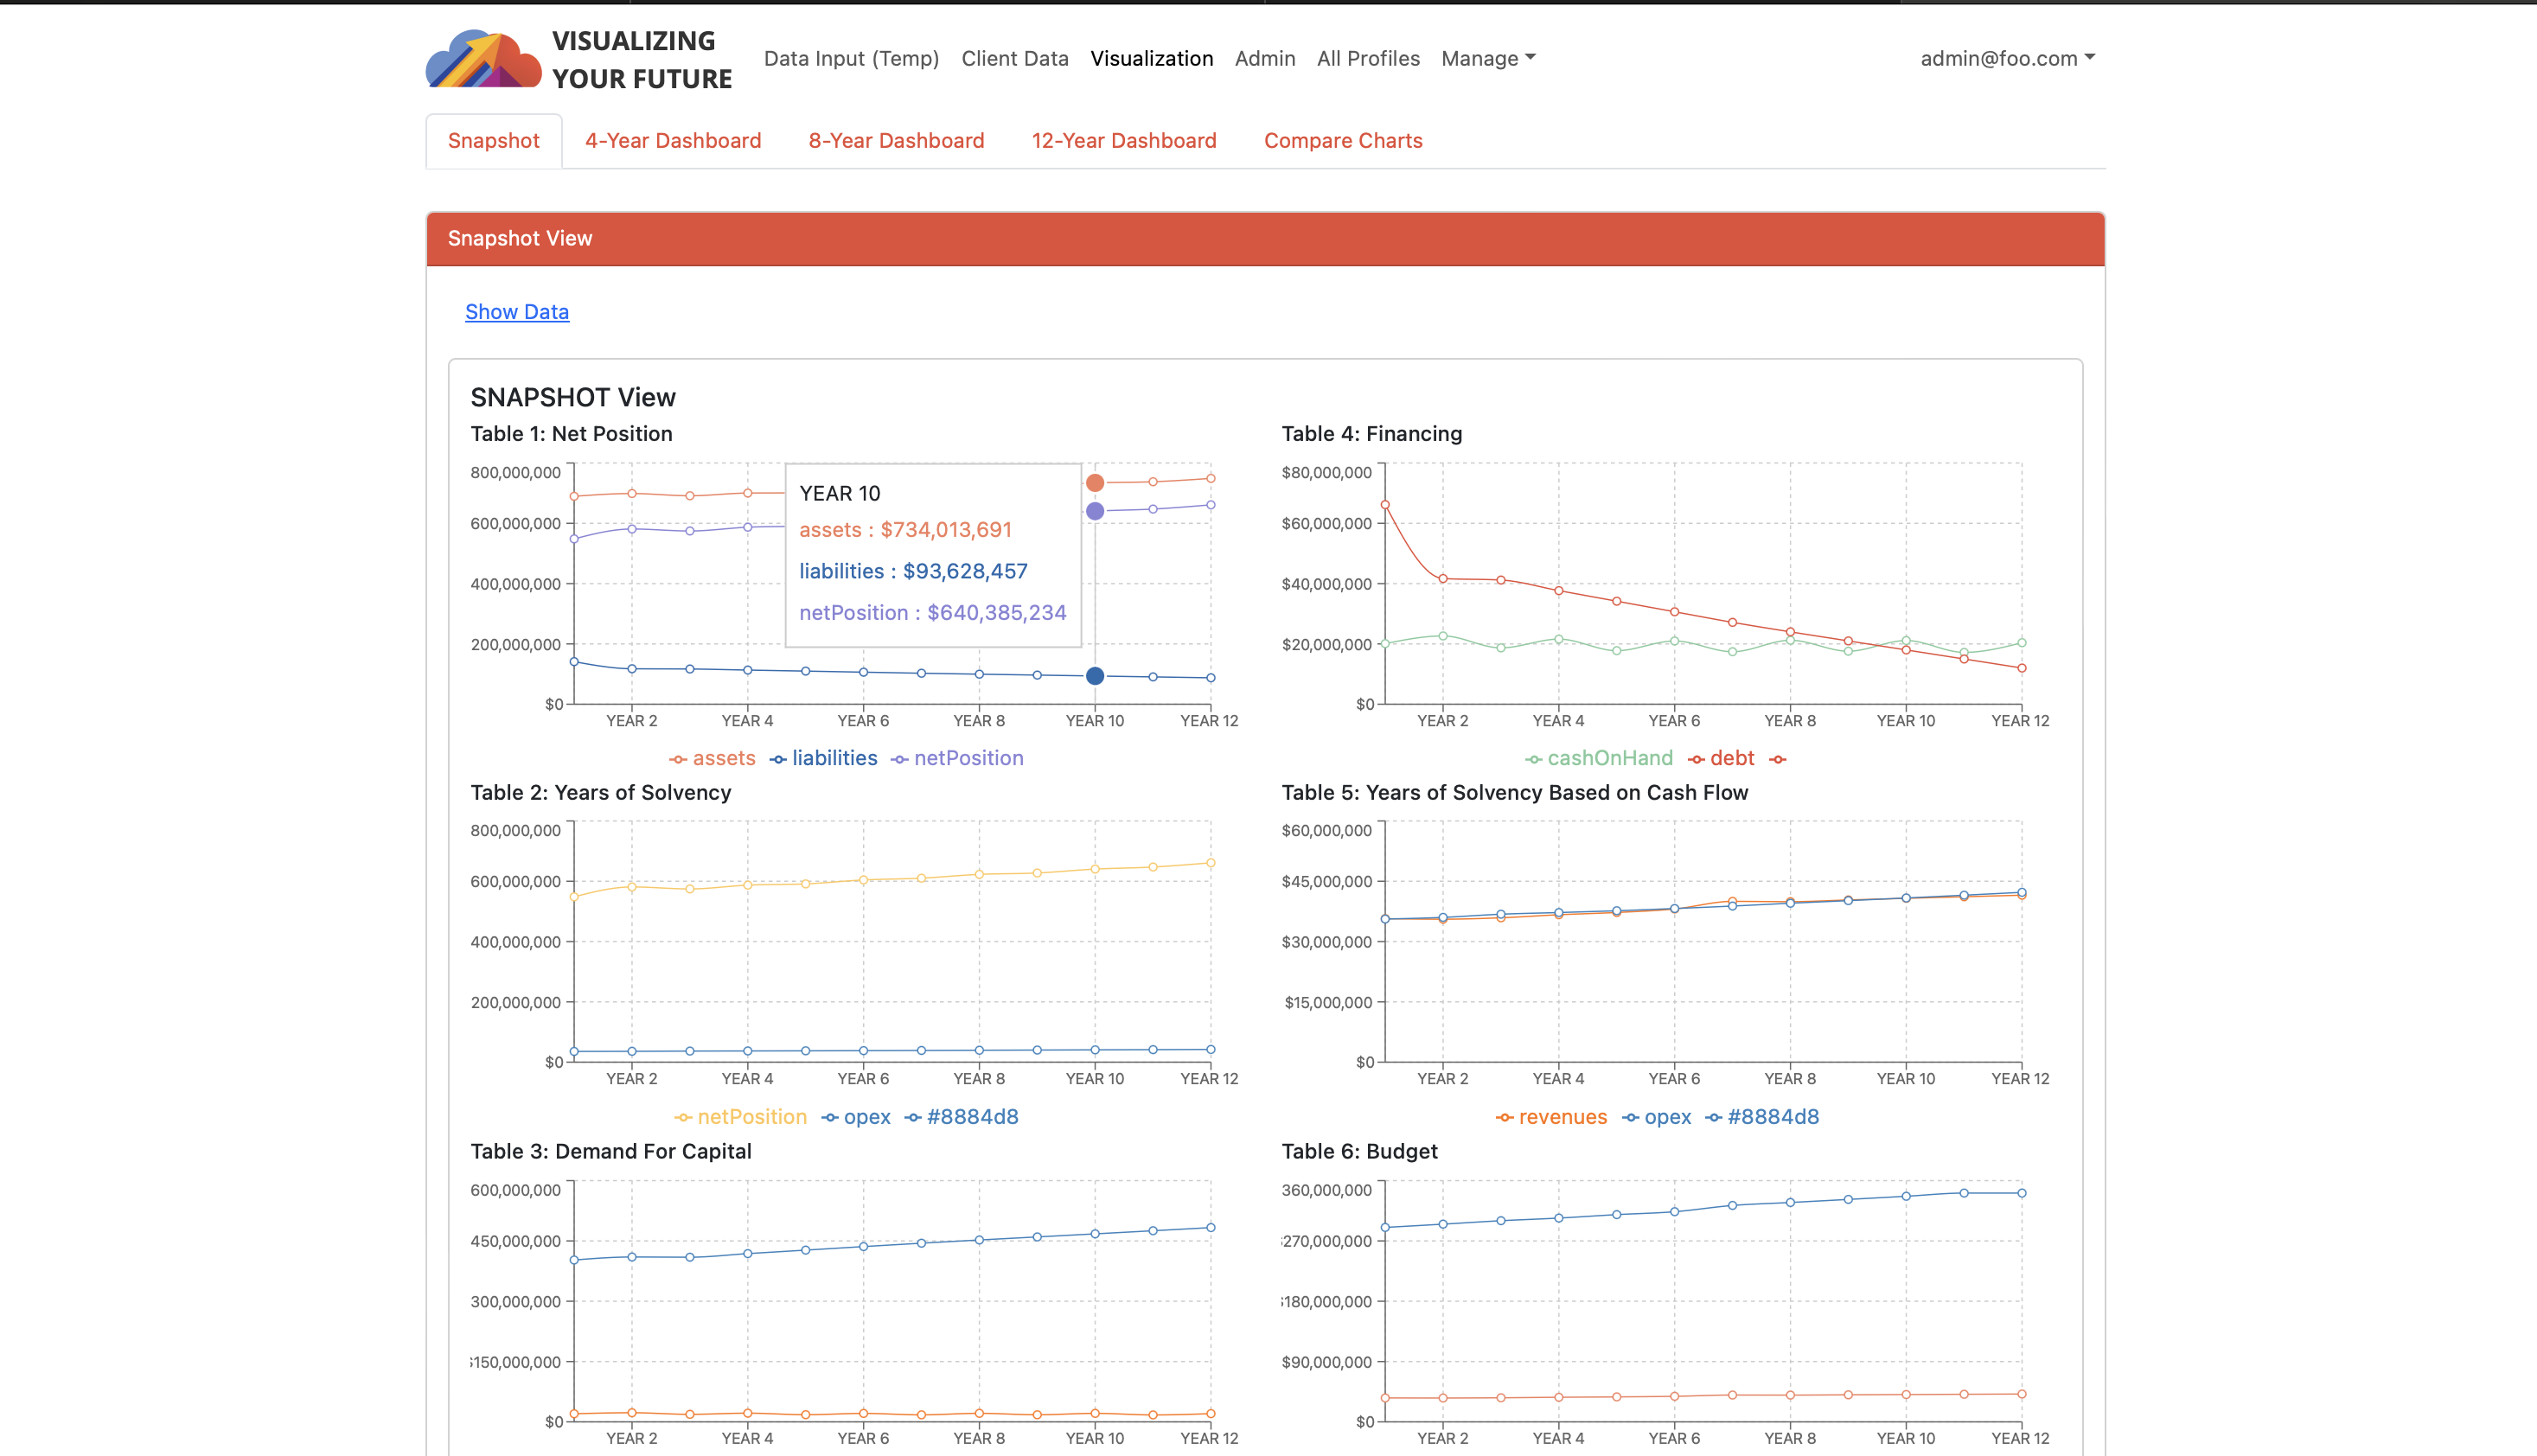 VISUALIZING
YOUR FUTURE
Data Input (Temp) Client Data Visualization Admin All Profiles Manage
admin@foo.com
Snapshot 4-Year Dashboard 8-Year Dashboard 12-Year Dashboard Compare Charts
Snapshot View
Show Data
SNAPSHOT View
Table 1: Net Position
800,000,000
600,000,000
400,000,000
200,000,000
$0
YEAR 10
assets : $734,013,691
liabilities : $93,628,457
netPosition : $640,385,234
YEAR 2 YEAR 4 YEAR 6 YEAR 8 YEAR 10 YEAR 12
assets liabilities netPosition
Table 4: Financing
$80,000,000
$60,000,000
$40,000,000
$20,000,000
$0
YEAR 2 YEAR 4 YEAR 6 YEAR 8 YEAR 10 YEAR 12
cashOnHand debt
Table 2: Years of Solvency
800,000,000
600,000,000
400,000,000
200,000,000
$0
YEAR 2 YEAR 4 YEAR 6 YEAR 8 YEAR 10 YEAR 12
netPosition opex #8884d8
Table 5: Years of Solvency Based on Cash Flow
$60,000,000
$45,000,000
$30,000,000
$15,000,000
$0
YEAR 2 YEAR 4 YEAR 6 YEAR 8 YEAR 10 YEAR 12
revenues opex #8884d8
Table 3: Demand For Capital
600,000,000
450,000,000
300,000,000
150,000,000
$0
YEAR 2 YEAR 4 YEAR 6 YEAR 8 YEAR 10 YEAR 12
Table 6: Budget
360,000,000
270,000,000
180,000,000
$90,000,000
$0
YEAR 2 YEAR 4 YEAR 6 YEAR 8 YEAR 10 YEAR 12